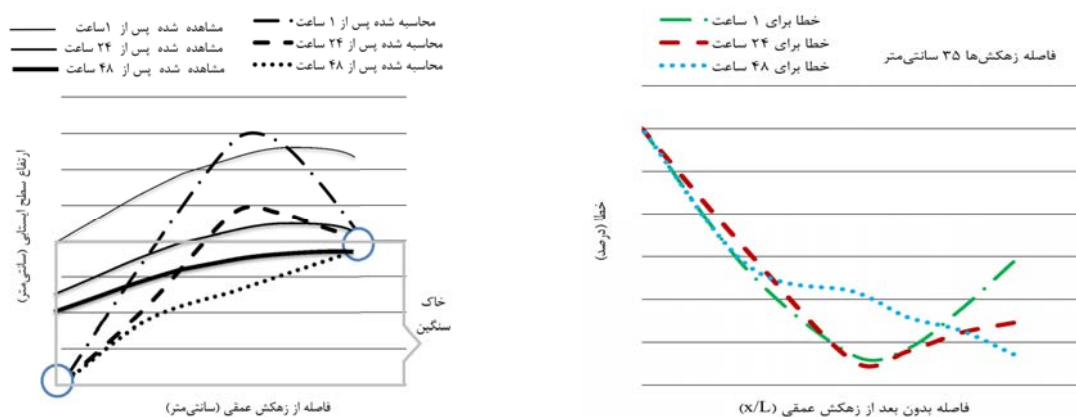 مشاهده شده پس از ۱ساعت
مشاهده شده پس از ۲۴ ساعت
مشاهده شده پس از ۴۸ ساعت
محاسبه شده پس از ۱ ساعت
محاسبه شده پس از ۲۴ ساعت
محاسبه شده پس از ۴۸ ساعت
ارتفاع سطح ایستابی (سانتی‌متر)
خاک
سنگین
فاصله از زهکش عمقی (سانتی‌متر)
خطا برای ۱ ساعت
خطا برای ۲۴ ساعت
خطا برای ۴۸ ساعت
فاصله زهکش‌ها ۳۵ سانتی‌متر
خطا (درصد)
فاصله بدون بعد از زهکش عمقی (x/L)